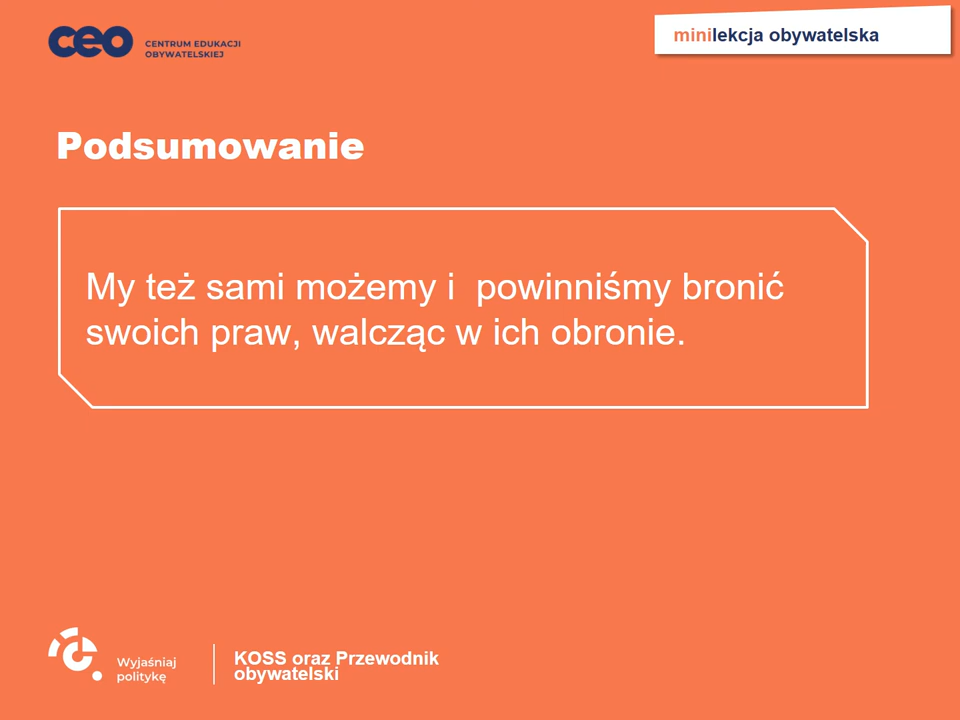 ceo CENTRUM EDUKACJI
OBYWATELSKIEJ
minilekcja obywatelska
Podsumowanie
My też sami możemy i  powinniśmy bronić
swoich praw, walcząc w ich obronie.
Wyjaśniaj
politykę
KOSS oraz Przewodnik
obywatelski